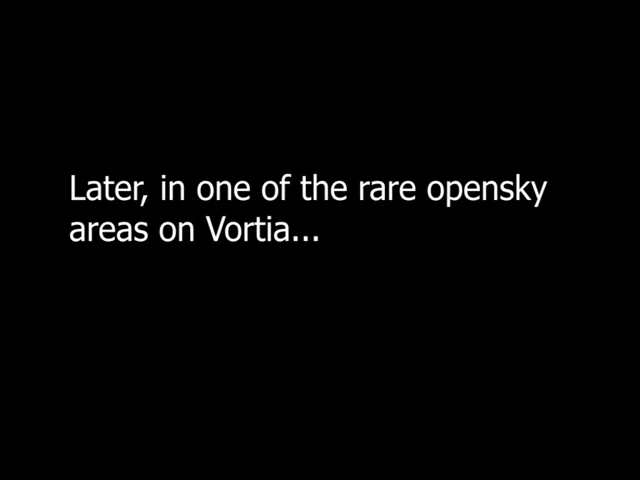 Later, in one of the rare opensky
areas on Vortia...